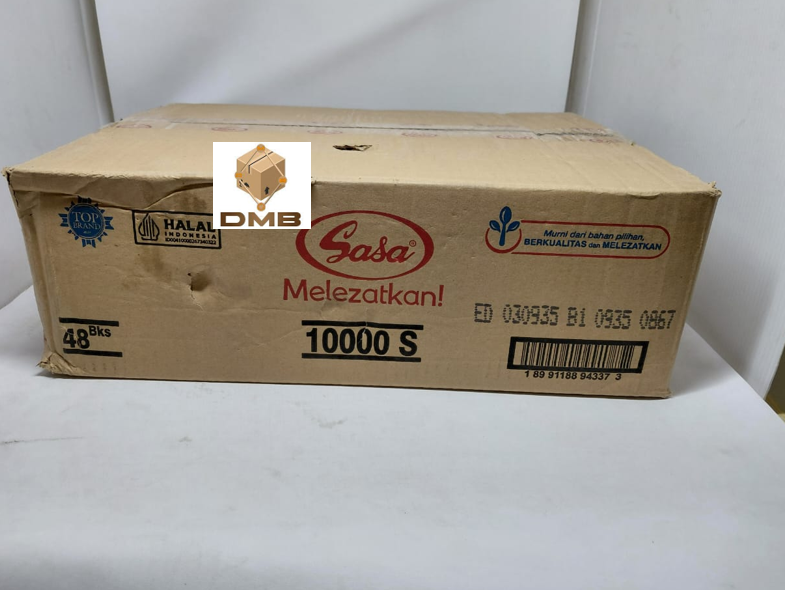 TOP
BRAND
HALAL
INDONESIA
DMB
Sasa®
Melezatkan!
Murni dari bahan pilihan,
BERKUALITAS dan MELEZATKAN
48 Bks
10000 S
ED 030935 B1 0935 0867
1 89 91188 94337 3